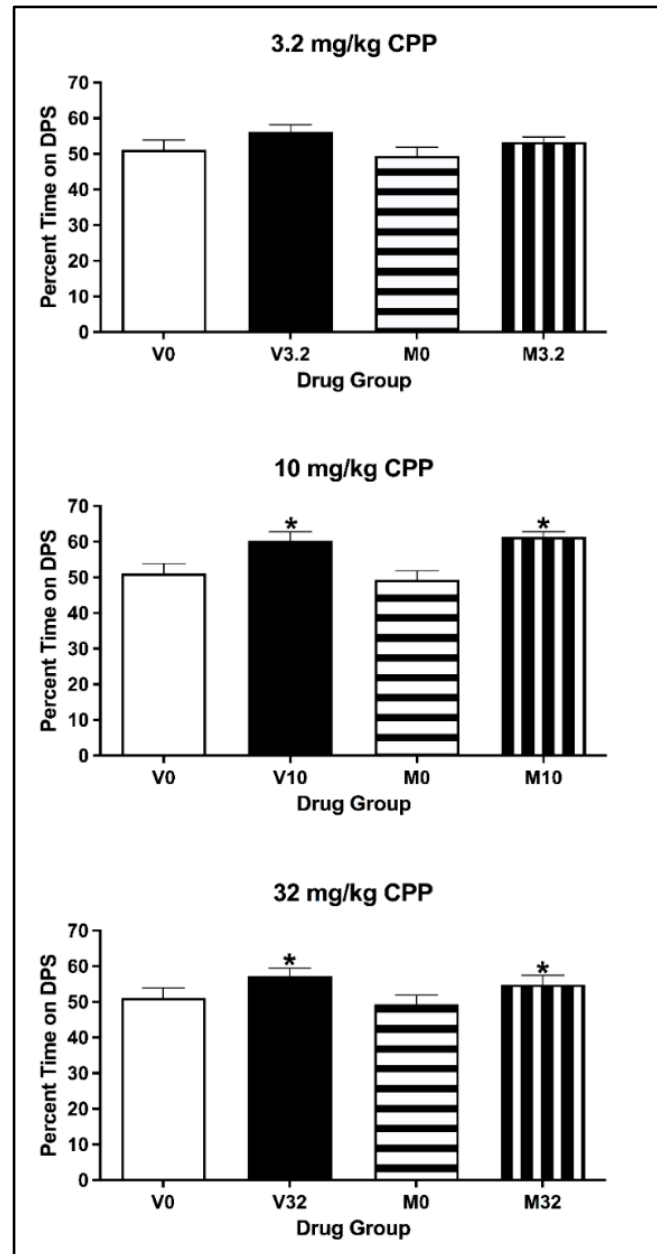 3.2 mg/kg CPP
Percent Time on DPS
70
60
50
40
30
20
10
0
V0 V3.2 M0 M3.2
Drug Group
10 mg/kg CPP
Percent Time on DPS
70
60
50
40
30
20
10
0
* *
V0 V10 M0 M10
Drug Group
32 mg/kg CPP
Percent Time on DPS
70
60
50
40
30
20
10
0
* *
V0 V32 M0 M32
Drug Group